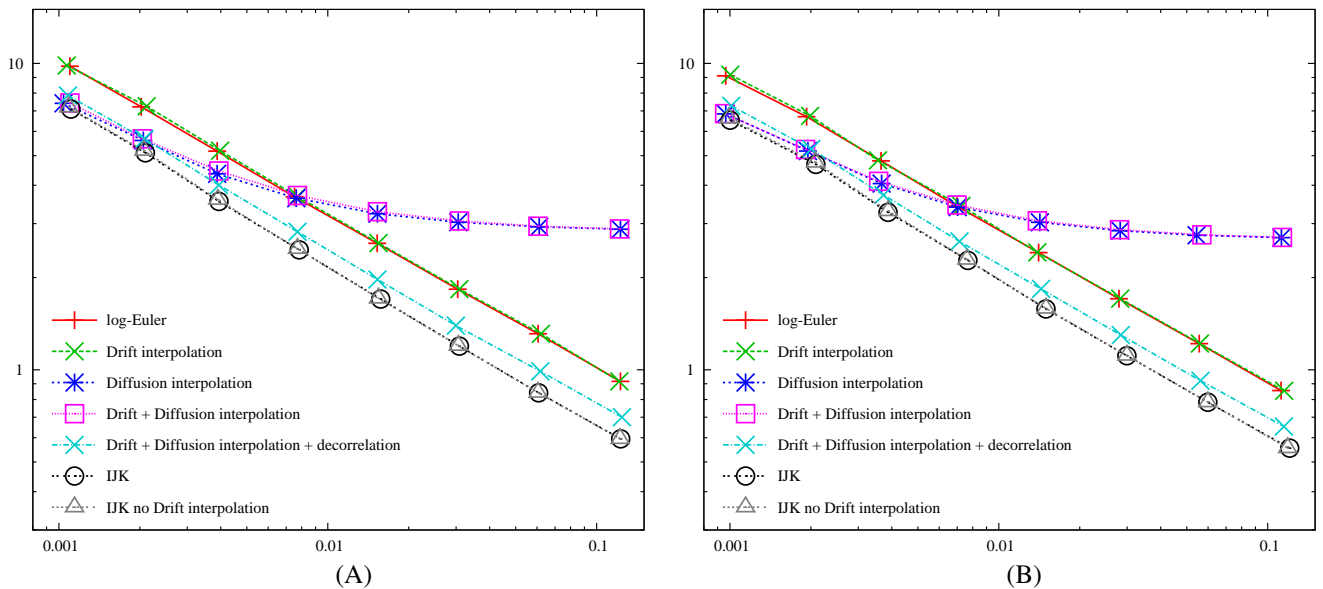 10
1
log-Euler
Drift interpolation
Diffusion interpolation
Drift + Diffusion interpolation
Drift + Diffusion interpolation + decorrelation
IJK
IJK no Drift interpolation
0.001
0.01
0.1
(A)
10
1
log-Euler
Drift interpolation
Diffusion interpolation
Drift + Diffusion interpolation
Drift + Diffusion interpolation + decorrelation
IJK
IJK no Drift interpolation
0.001
0.01
0.1
(B)